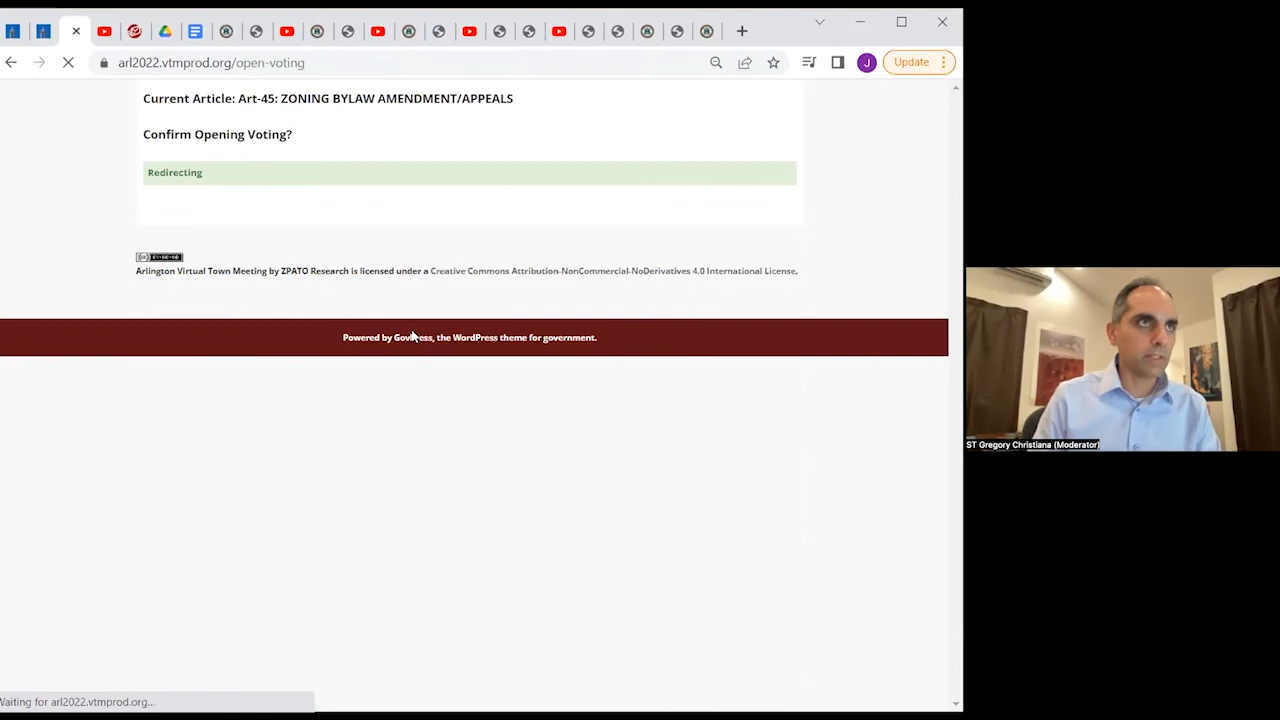 arl2022.vtmprod.org/open-voting
J
Update
Current Article: Art-45: ZONING BYLAW AMENDMENT/APPEALS
Confirm Opening Voting?
Redirecting
Arlington Virtual Town Meeting by ZPATO Research is licensed under a Creative Commons Attribution-NonCommercial-NoDerivatives 4.0 International License.
Powered by GovPress, the WordPress theme for government.
ST Gregory Christiana (Moderator)
Waiting for arl2022.vtmprod.org...